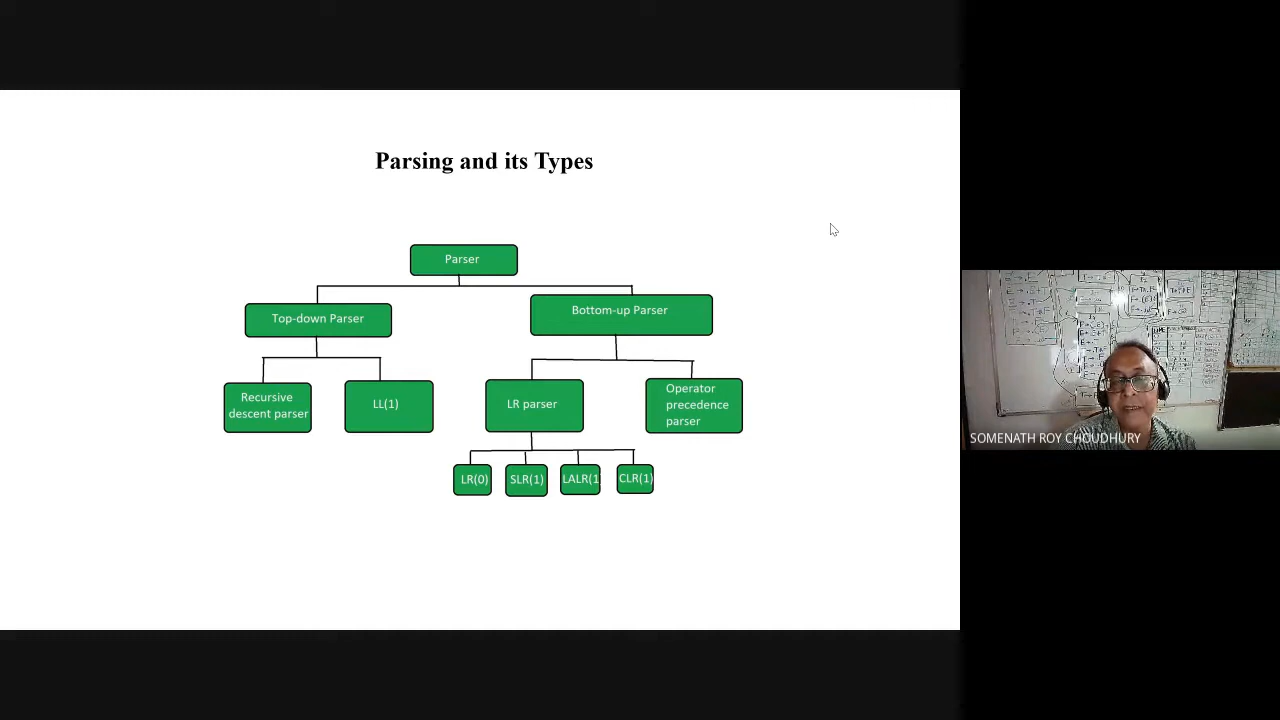 Parsing and its Types
Parser
Top-down Parser
Bottom-up Parser
Recursive
descent parser
LL(1)
LR parser
Operator
precedence
parser
LR(0)
SLR(1)
LALR(1
CLR(1)
SOMENATH ROY CHOUDHURY